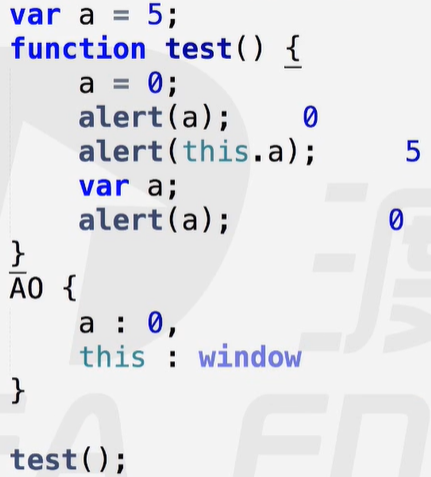 var a = 5;
function test() {
    a = 0;
    alert(a);    0
    alert(this.a);    5
    var a;
    alert(a);    0
}
AO {
    a : 0,
    this : window
}
test();